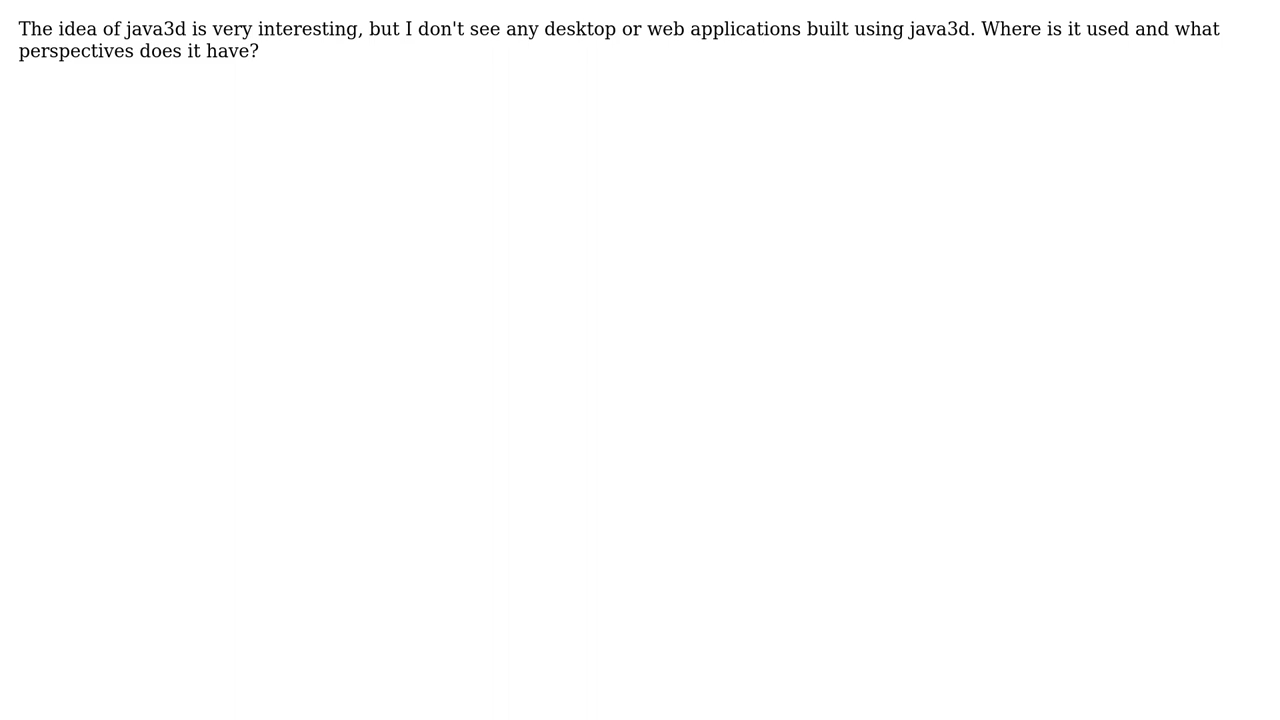 The idea of java3d is very interesting, but I don't see any desktop or web applications built using java3d. Where is it used and what
perspectives does it have?